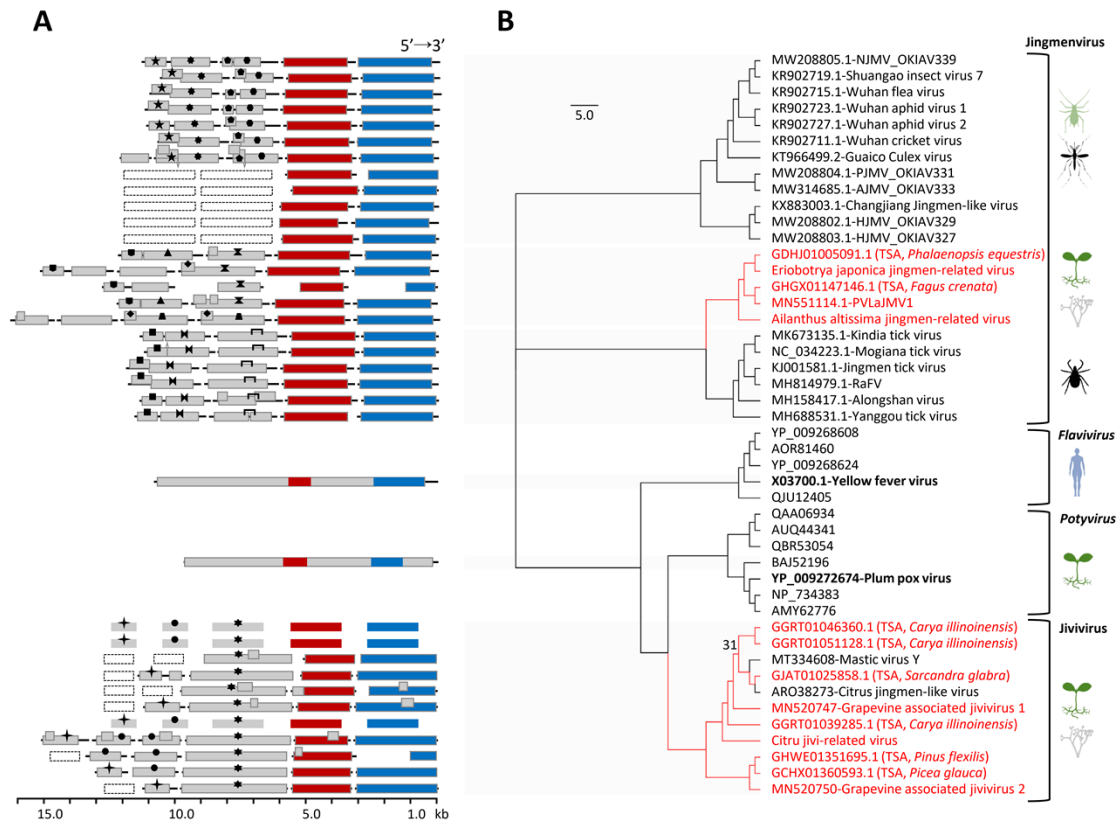 A
B
5'→3'
Jingmenvirus
5.0
MW208805.1-NJMV_OKIAV339
KR902719.1-Shuangao insect virus 7
KR902715.1-Wuhan flea virus
KR902723.1-Wuhan aphid virus 1
KR902727.1-Wuhan aphid virus 2
KR902711.1-Wuhan cricket virus
KT966499.2-Guaico Culex virus
MW208804.1-PJMV_OKIAV331
MW314685.1-AJMV_OKIAV333
KX883003.1-Changjiang Jingmen-like virus
MW208802.1-HJMV_OKIAV329
MW208803.1-HJMV_OKIAV327
GDHJ01005091.1 (TSA, Phalaenopsis equestris)
Eriobotrya japonica jingmen-related virus
GHGX01147146.1 (TSA, Fagus crenata)
MN551114.1-PVLaJMV1
Ailanthus altissima jingmen-related virus
MK673135.1-Kindia tick virus
NC_034223.1-Mogiana tick virus
KJ001581.1-Jingmen tick virus
MH814979.1-RaFV
MH158417.1-Alongshan virus
MH688531.1-Yanggou tick virus
YP_009268608
Flavivirus
AOR81460
YP_009268624
X03700.1-Yellow fever virus
QJU12405
QAA06934
Potyvirus
AUQ44341
QBR53054
BAJ52196
YP_009272674-Plum pox virus
NP_734383
AMY62776
GGRT01046360.1 (TSA, Carya illinoinensis)
Jivivirus
GGRT01051128.1 (TSA, Carya illinoinensis)
31
MT334608-Mastic virus Y
GJAT01025858.1 (TSA, Sarcandra glabra)
ARO38273-Citrus jingmen-like virus
MN520747-Grapevine associated jivivirus 1
GGRT01039285.1 (TSA, Carya illinoinensis)
Citru jivi-related virus
GHWE01351695.1 (TSA, Pinus flexilis)
GCHX01360593.1 (TSA, Picea glauca)
MN520750-Grapevine associated jivivirus 2
15.0 10.0 5.0 1.0 kb